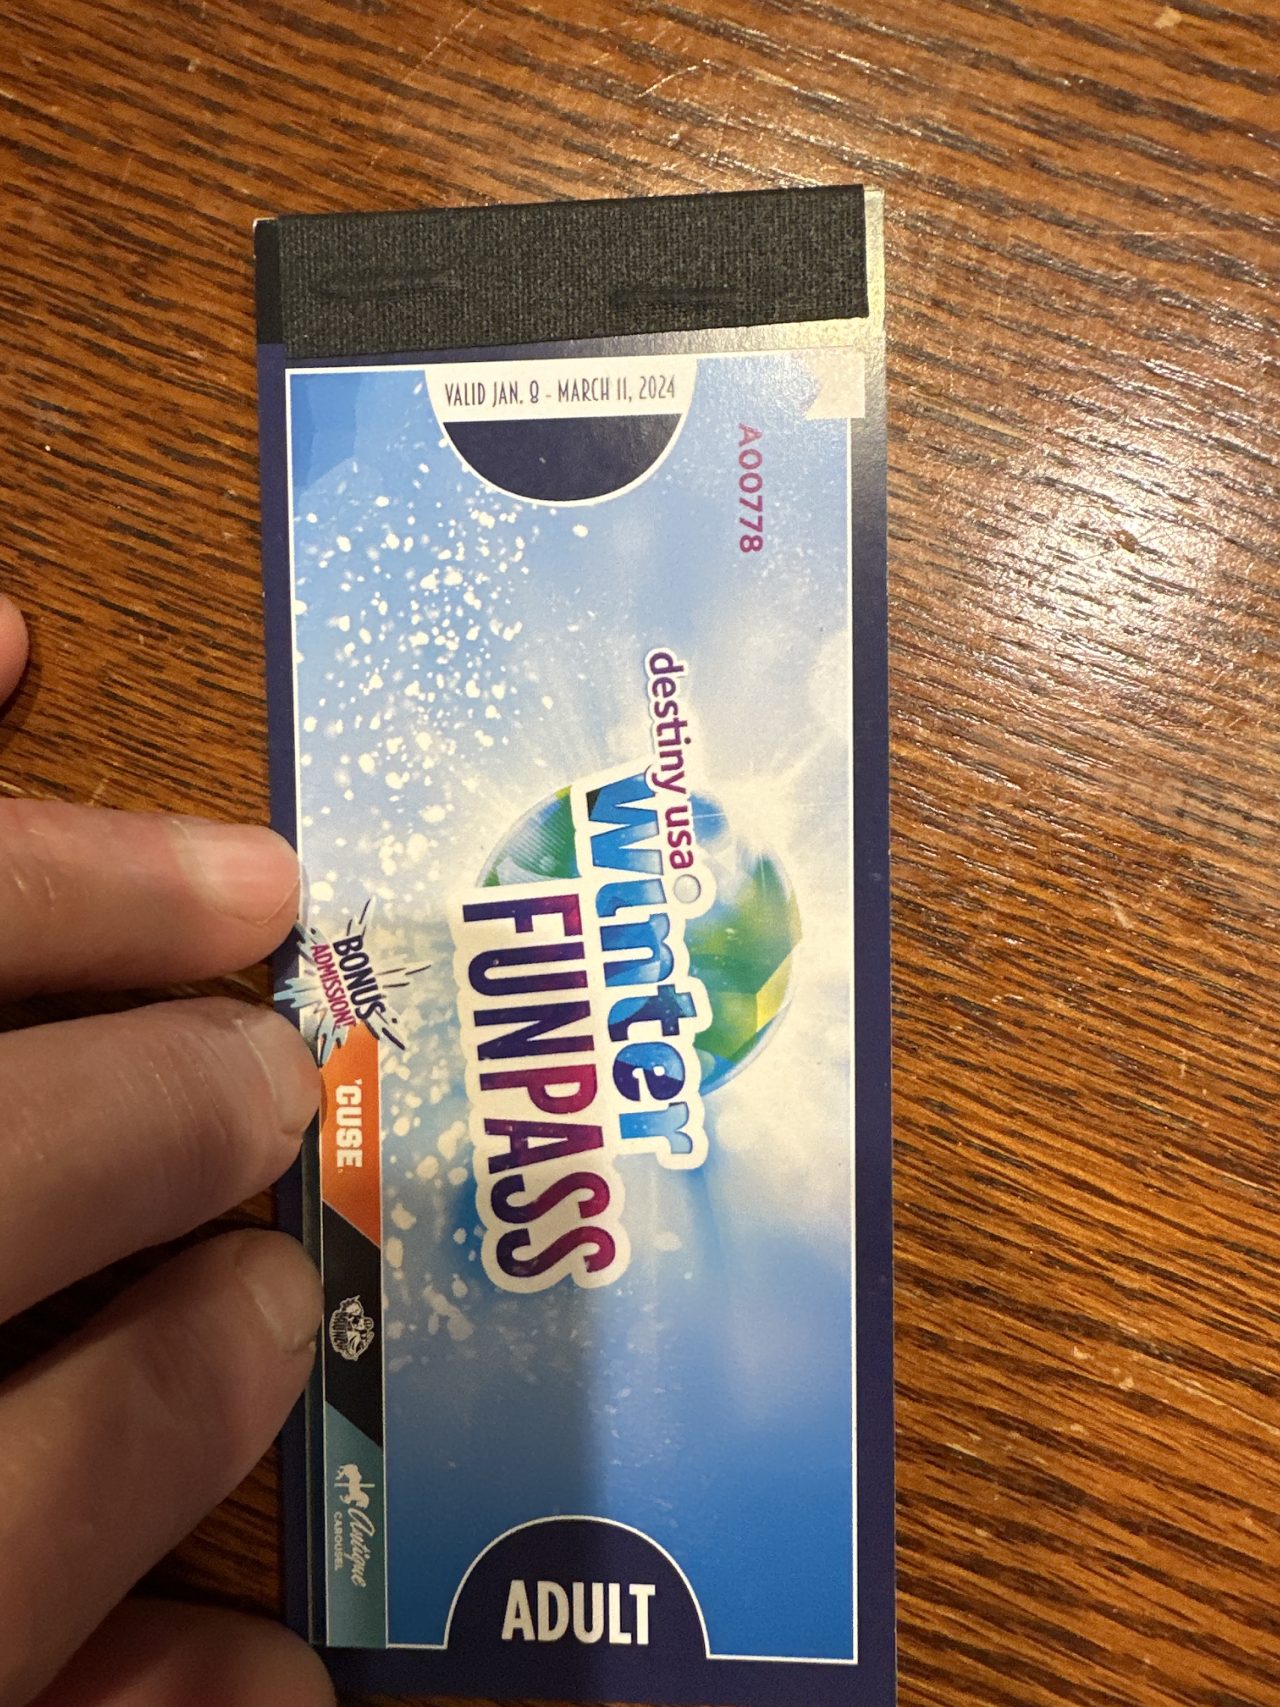 VALID JAN. 8 - MARCH 11, 2024
A00778
destiny usa
Winter
FUNPASS
BONUS
ADMISSION!
'CUSE
Antique
CAROUSEL
ADULT